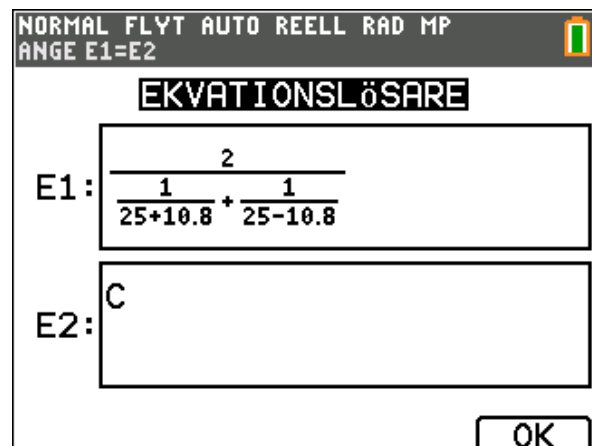 NORMAL FLYT AUTO REELL RAD MP
ANGE E1=E2
EKVATIONSLöSARE
E1:
2
1 + 1
25+10.8 25-10.8
E2: C
OK